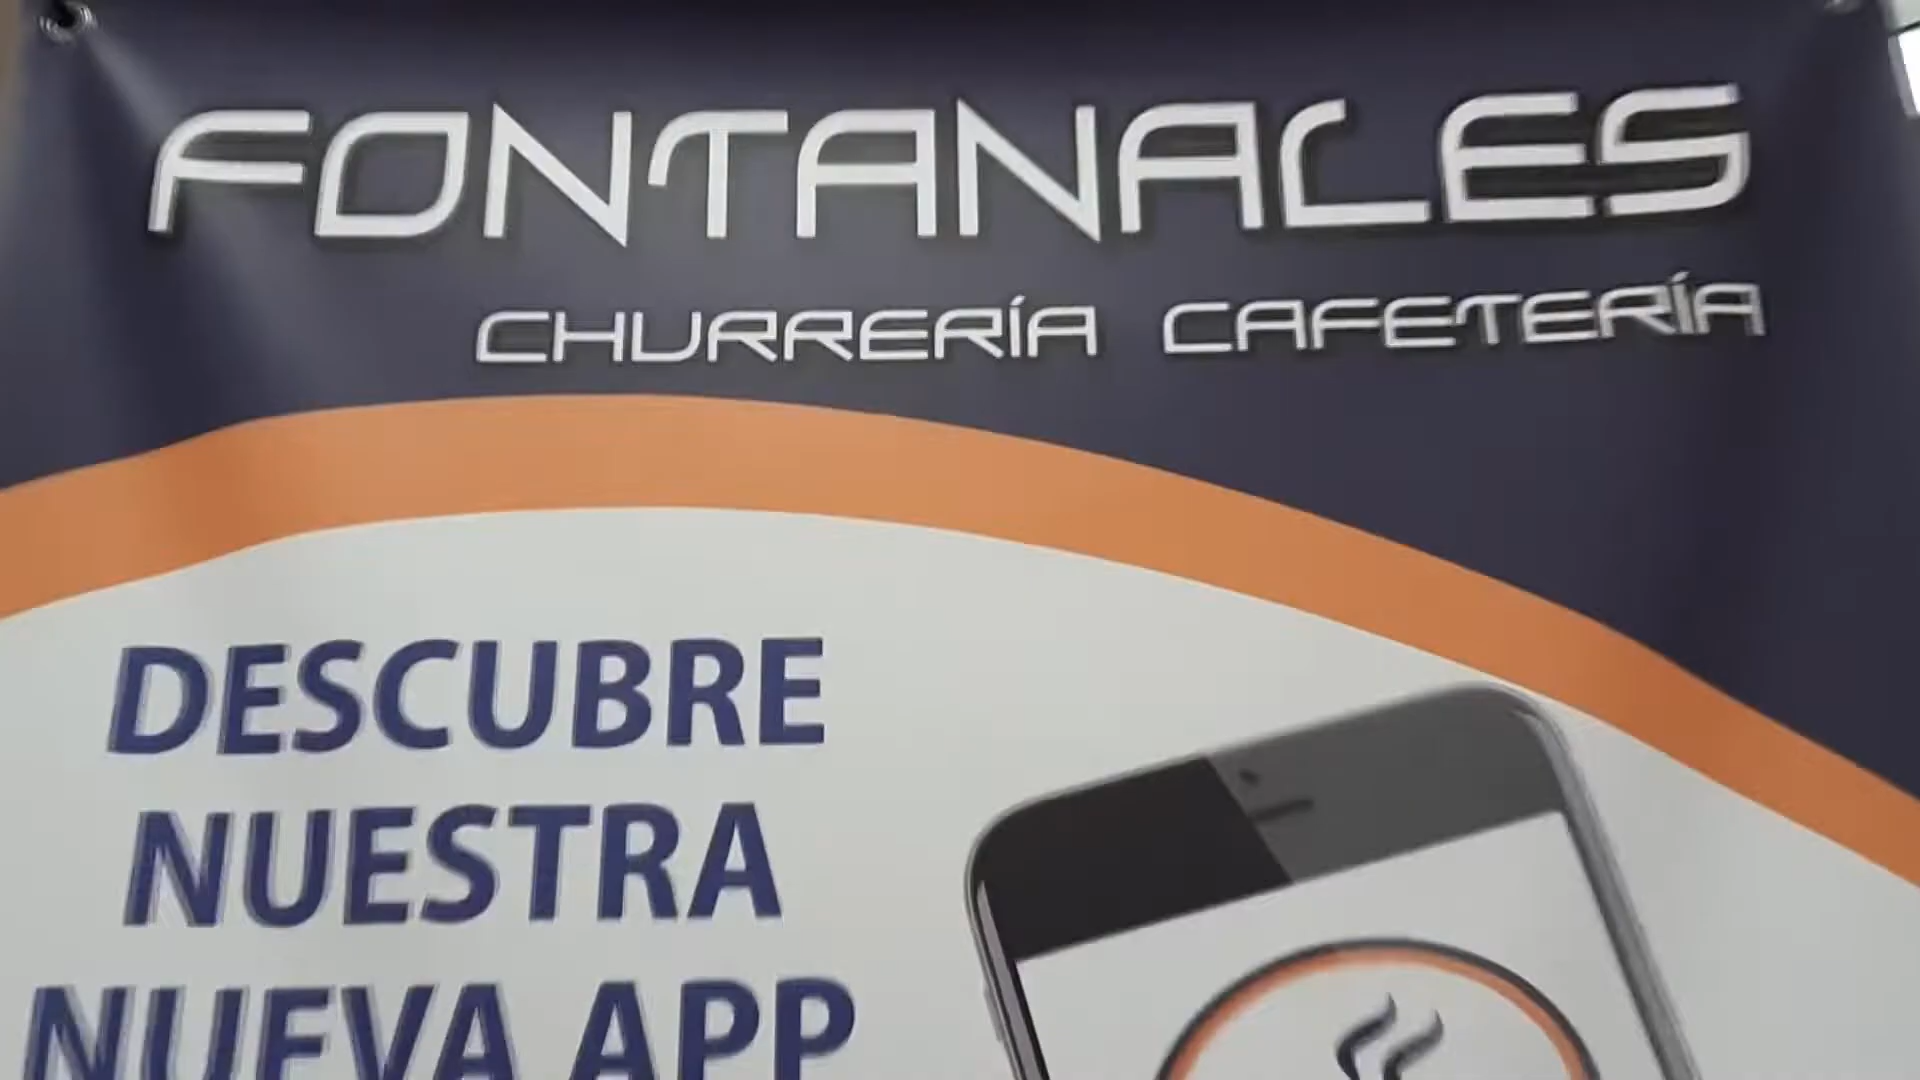 FONTANALES
CHURRERÍA CAFETERÍA
DESCUBRE
NUESTRA
NUEVA APP